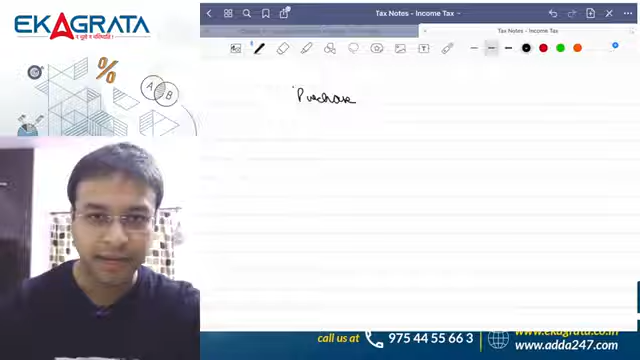 EKAGRATA
Tax Notes - Income Tax
Tax Notes - Income Tax
%
A
B
Purchase
call us at
975 44 55 66 3
www.ekagrata.co.in
www.adda247.com